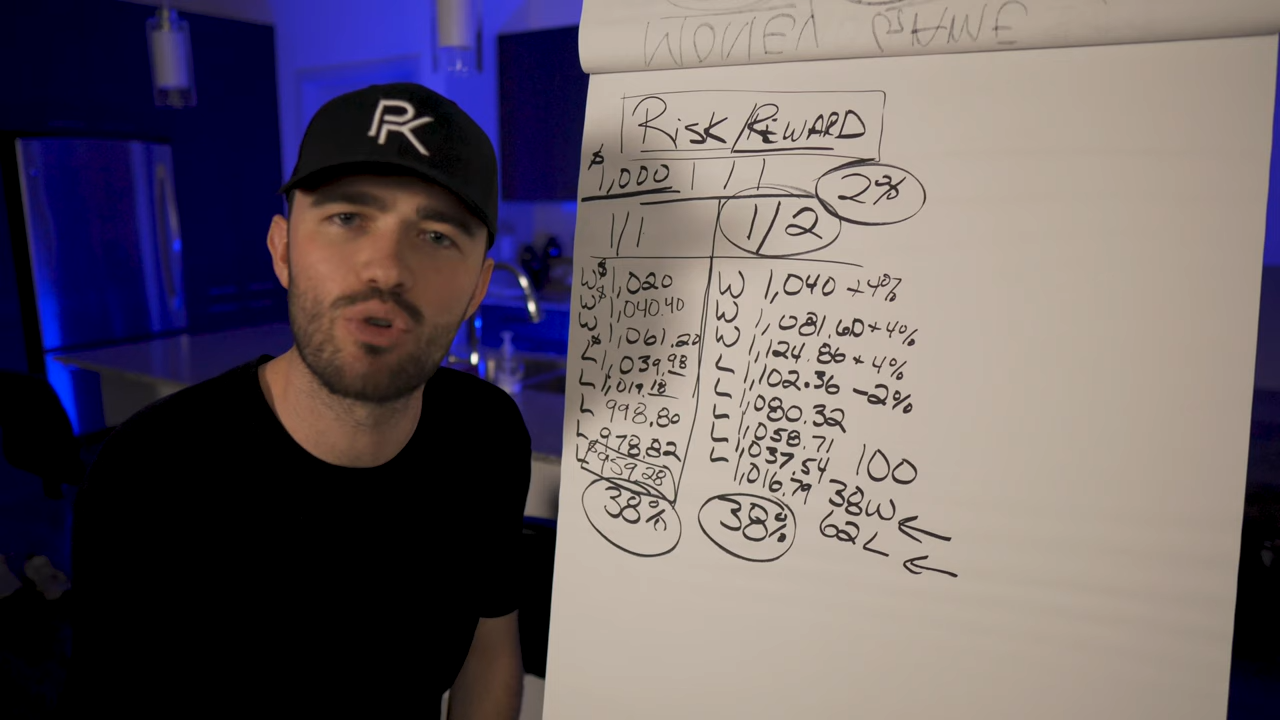 MONEY GAME
PK
Risk/REWARD
$1,000 1/1 2%
1/1
1/2
W $1,020
W $1,040.40
W $1,061.20
L 1,039.98
L 1,019.18
L 998.80
L 978.82
L $959.28
38%
W 1,040 +4%
W 1,081.60+4%
W 1,124.86+4%
L 1,102.36 -2%
L 1,080.32
L 1,058.71
L 1,037.54
L 1,016.79
38%
100
38W
62L